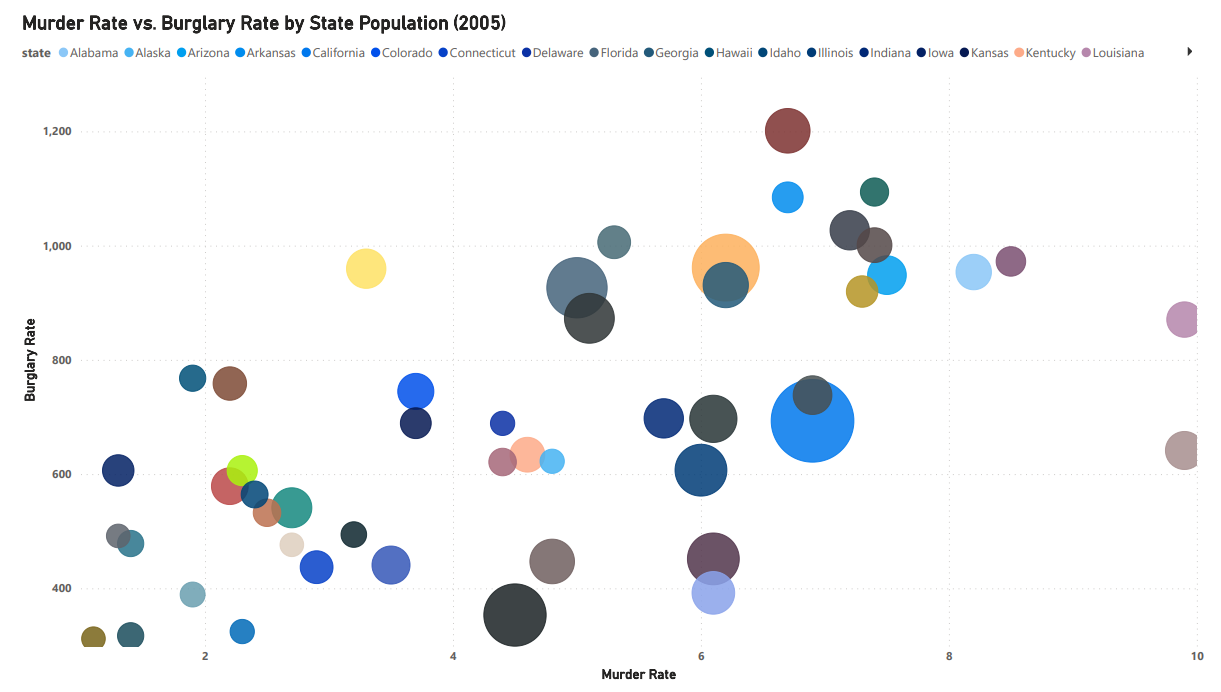 Murder Rate vs. Burglary Rate by State Population (2005)
state Alabama Alaska Arizona Arkansas California Colorado Connecticut Delaware Florida Georgia Hawaii Idaho Illinois Indiana Iowa Kansas Kentucky Louisiana
1,200
1,000
800
600
400
Burglary Rate
2 4 6 8 10
Murder Rate